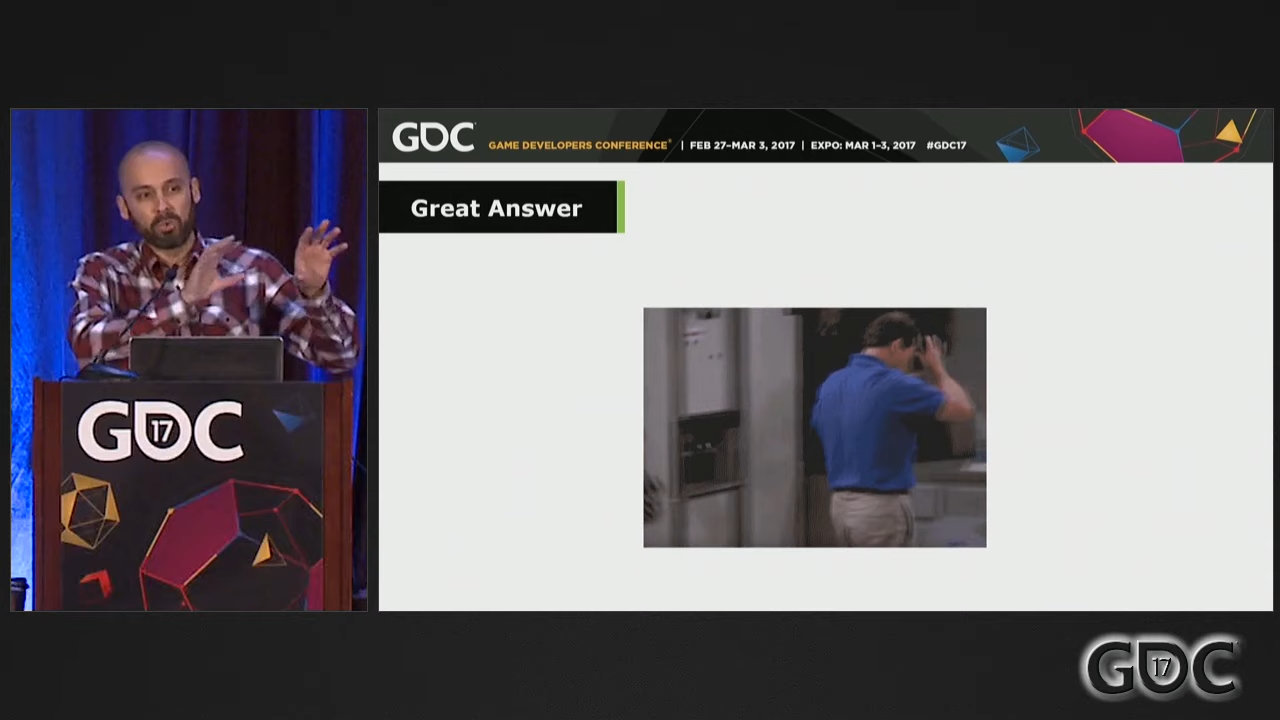 GDC
GAME DEVELOPERS CONFERENCE® | FEB 27–MAR 3, 2017 | EXPO: MAR 1–3, 2017 #GDC17
Great Answer
GDC
17
GDC
17